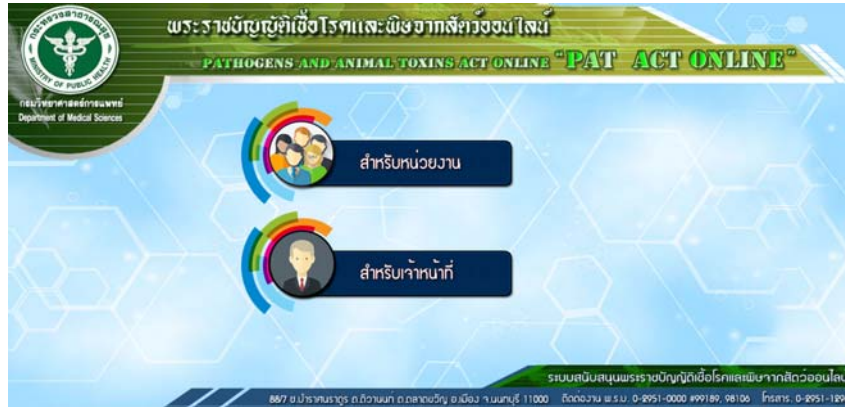 กระทรวงสาธารณสุข
MINISTRY OF PUBLIC HEALTH
กรมวิทยาศาสตร์การแพทย์
Department of Medical Sciences
พระราชบัญญัติเชื้อโรคและพิษจากสัตว์ออนไลน์
PATHOGENS AND ANIMAL TOXINS ACT ONLINE "PAT ACT ONLINE"
สำหรับหน่วยงาน
สำหรับเจ้าหน้าที่
ระบบสนับสนุนพระราชบัญญัติเชื้อโรคและพิษจากสัตว์ออนไลน
88/7 ซ.บำราศนราดูร ถ.ติวานนท์ ต.ตลาดขวัญ อ.เมือง จ.นนทบุรี 11000 ติดต่องาน พ.ร.บ. 0-2951-0000 #99189, 98106 โทรสาร. 0-2951-129